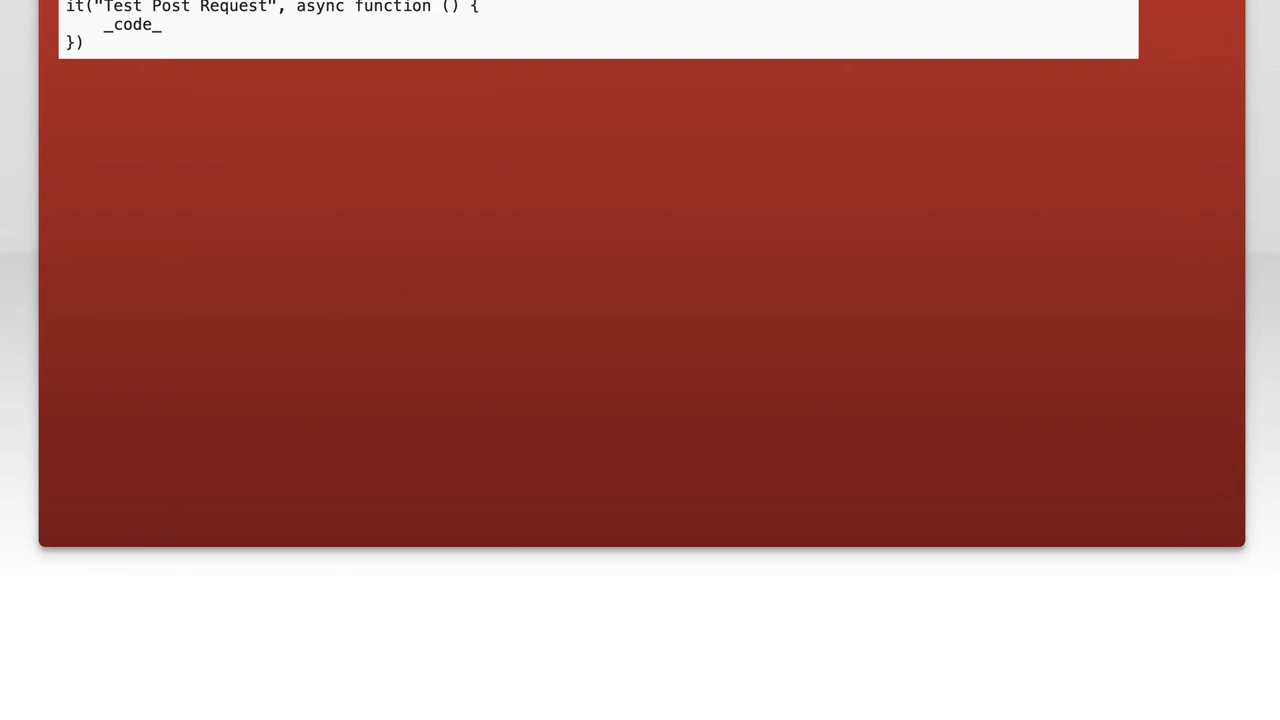 it("Test Post Request", async function () {
    _code_
})